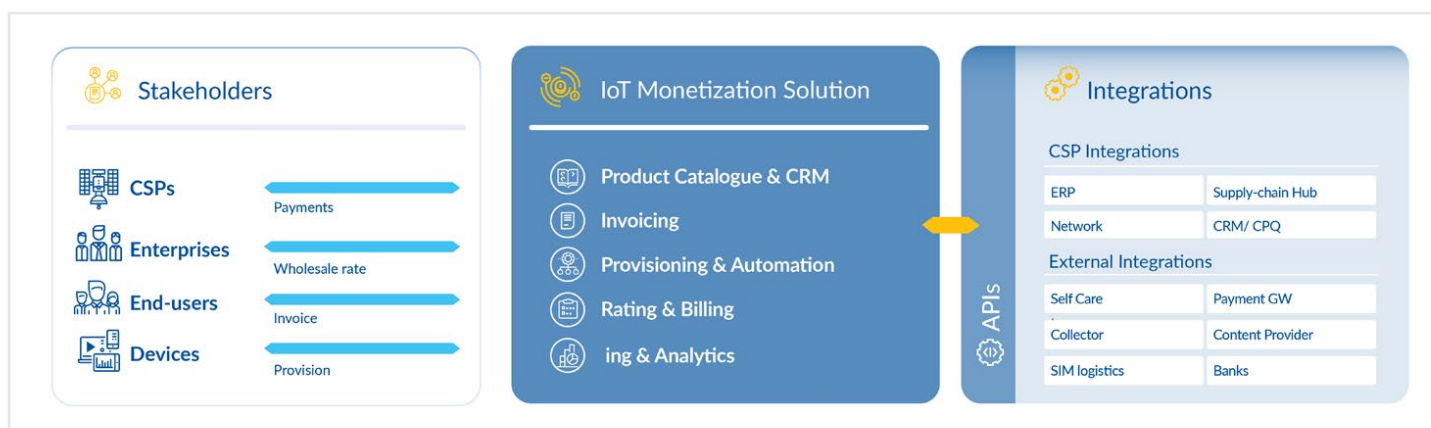 Stakeholders
CSPs
Payments
Enterprises
Wholesale rate
End-users
Invoice
Devices
Provision
IoT Monetization Solution
Product Catalogue & CRM
Invoicing
Provisioning & Automation
Rating & Billing
ing & Analytics
APIs
Integrations
CSP Integrations
ERP
Supply-chain Hub
Network
CRM/ CPQ
External Integrations
Self Care
Payment GW
Collector
Content Provider
SIM logistics
Banks